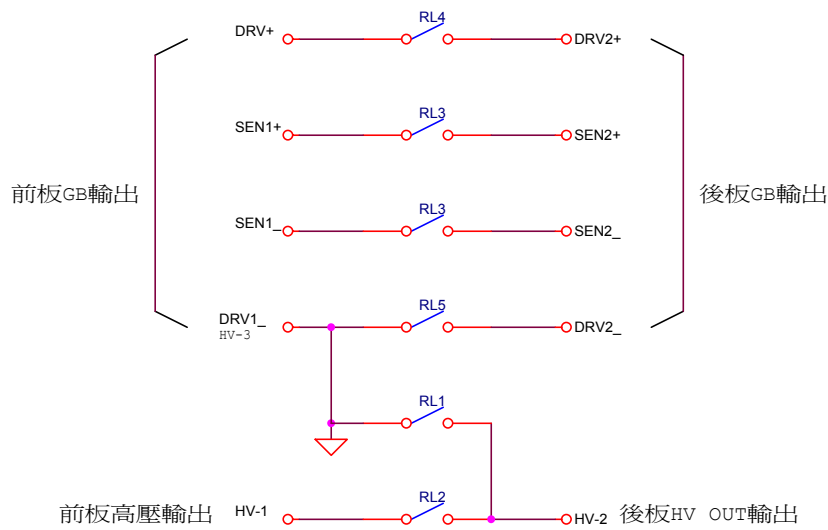 DRV+ RL4 DRV2+
SEN1+ RL3 SEN2+
前板GB輸出 後板GB輸出
SEN1_ RL3 SEN2_
DRV1_ RL5 DRV2_
HV-3
RL1
前板高壓輸出 HV-1 RL2 HV-2 後板HV OUT輸出